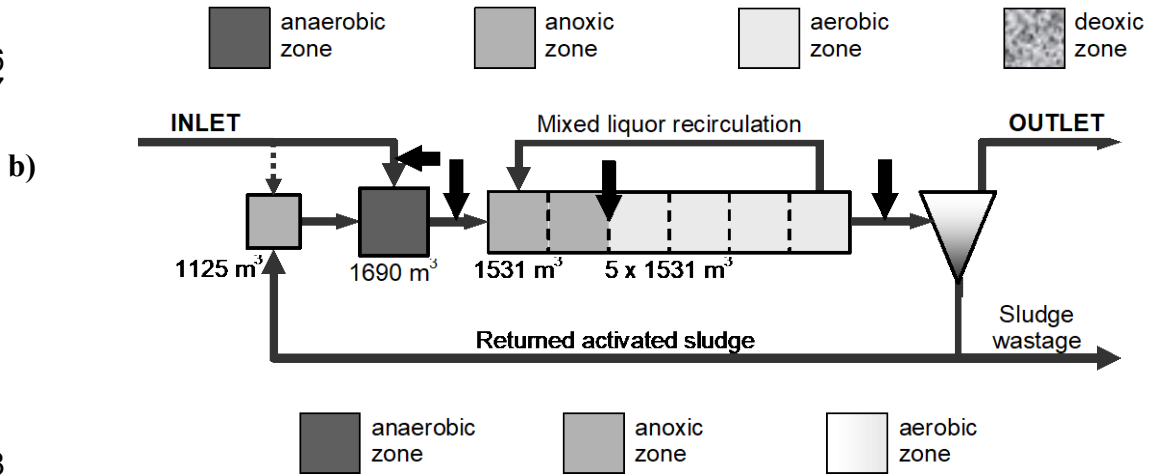 anaerobic
zone
anoxic
zone
aerobic
zone
deoxic
zone
b)
INLET
Mixed liquor recirculation
OUTLET
1125 m³
1690 m³
1531 m³
5 x 1531 m³
Returned activated sludge
Sludge
wastage
anaerobic
zone
anoxic
zone
aerobic
zone